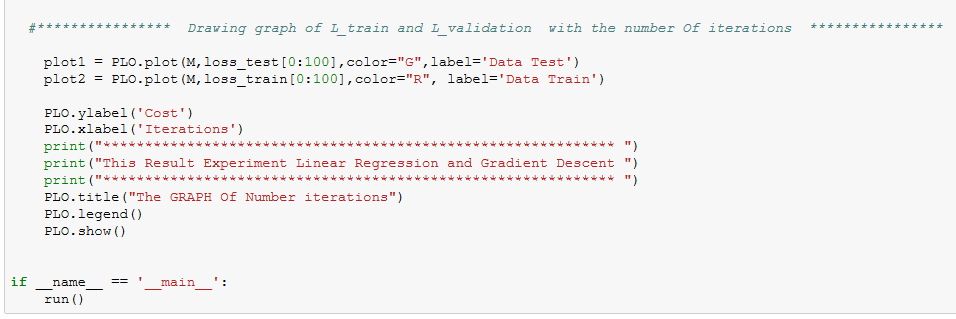 #****************  Drawing graph of L_train and L_validation  with the number Of iterations  ****************
plot1 = PLO.plot(M,loss_test[0:100],color="G",label='Data Test')
plot2 = PLO.plot(M,loss_train[0:100],color="R", label='Data Train')
PLO.ylabel('Cost')
PLO.xlabel('Iterations')
print("************************************************************* ")
print("This Result Experiment Linear Regression and Gradient Descent ")
print("************************************************************* ")
PLO.title("The GRAPH Of Number iterations")
PLO.legend()
PLO.show()
if __name__ == '__main__':
run()